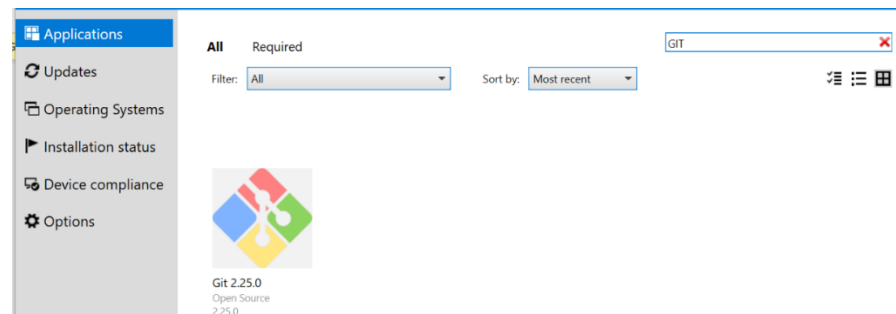 Applications
Updates
Operating Systems
Installation status
Device compliance
Options
All Required
GIT
Filter: All Sort by: Most recent
Git 2.25.0
Open Source
2.25.0